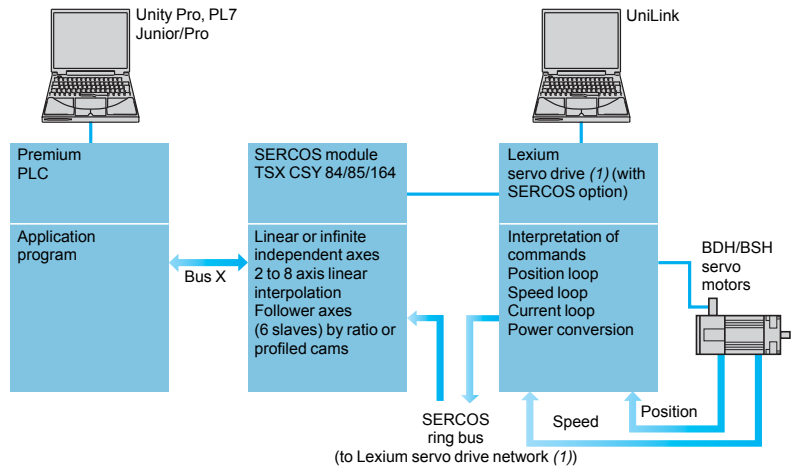 Unity Pro, PL7
Junior/Pro
UniLink
Premium
PLC
SERCOS module
TSX CSY 84/85/164
Lexium
servo drive (1) (with
SERCOS option)
Application
program
Bus X
Linear or infinite
independent axes
2 to 8 axis linear
interpolation
Follower axes
(6 slaves) by ratio or
profiled cams
Interpretation of
commands
Position loop
Speed loop
Current loop
Power conversion
BDH/BSH
servo
motors
SERCOS
ring bus
(to Lexium servo drive network (1))
Speed
Position